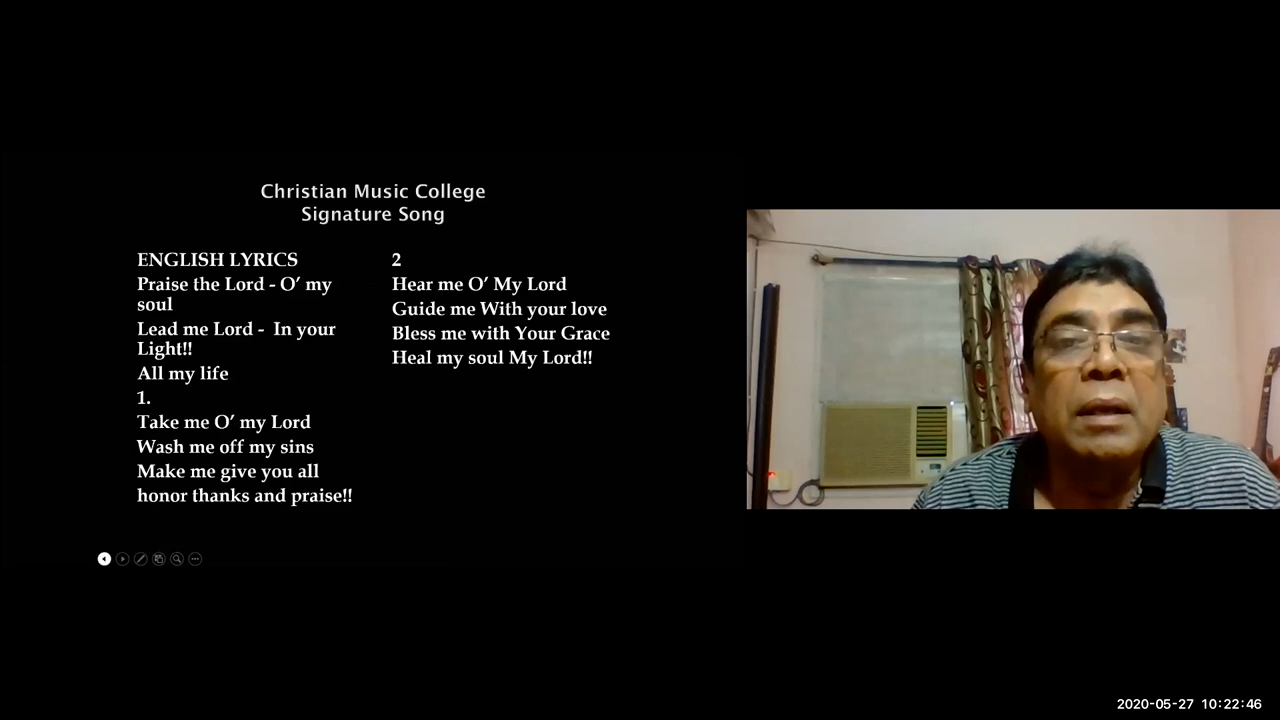 Christian Music College
Signature Song
ENGLISH LYRICS
Praise the Lord - O’ my
soul
Lead me Lord -  In your
Light!!
All my life
1.
Take me O’ my Lord
Wash me off my sins
Make me give you all
honor thanks and praise!!
2
Hear me O’ My Lord
Guide me With your love
Bless me with Your Grace
Heal my soul My Lord!!
2020-05-27 10:22:46